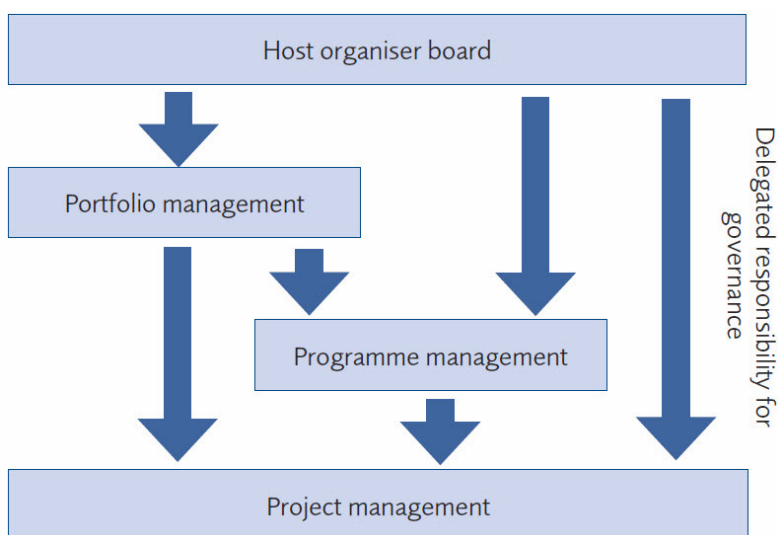 Host organiser board
Portfolio management
Programme management
Project management
Delegated responsibility for
governance